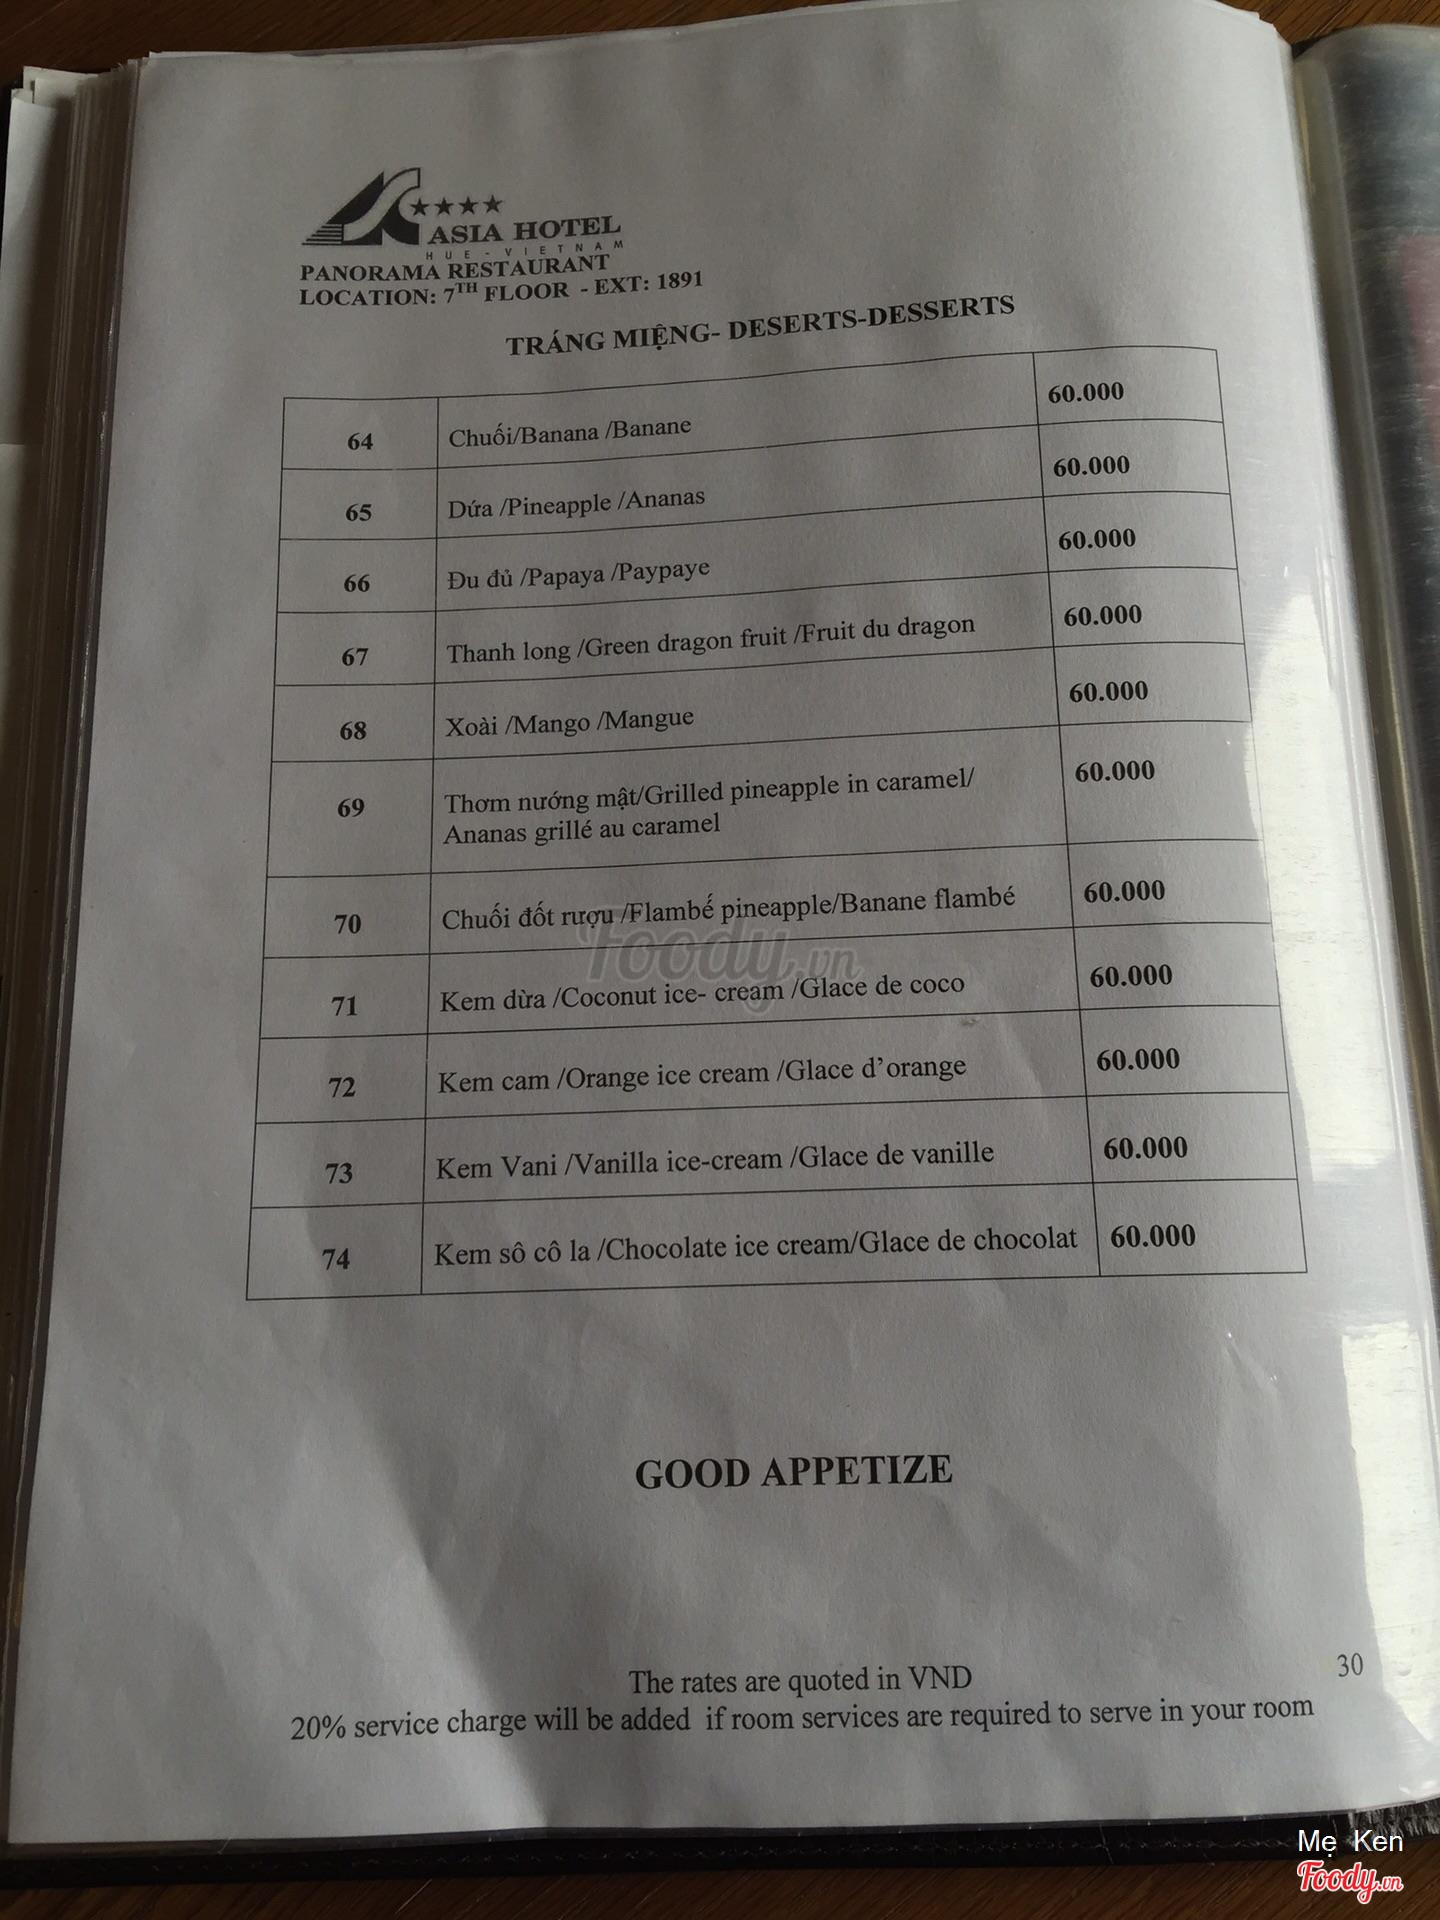 ASIA HOTEL
HUE - VIETNAM
PANORAMA RESTAURANT
LOCATION: 7TH FLOOR - EXT: 1891
TRÁNG MIỆNG- DESERTS-DESSERTS
64 Chuối/Banana /Banane 60.000
65 Dứa /Pineapple /Ananas 60.000
66 Đu đủ /Papaya /Paypaye 60.000
67 Thanh long /Green dragon fruit /Fruit du dragon 60.000
68 Xoài /Mango /Mangue 60.000
69 Thơm nướng mật/Grilled pineapple in caramel/ 60.000
Ananas grillé au caramel
70 Chuối đốt rượu /Flambế pineapple/Banane flambé 60.000
71 Kem dừa /Coconut ice- cream /Glace de coco 60.000
72 Kem cam /Orange ice cream /Glace d’orange 60.000
73 Kem Vani /Vanilla ice-cream /Glace de vanille 60.000
74 Kem sô cô la /Chocolate ice cream/Glace de chocolat 60.000
Foody.vn
GOOD APPETIZE
30
The rates are quoted in VND
20% service charge will be added if room services are required to serve in your room
Mẹ Ken
Foody.vn